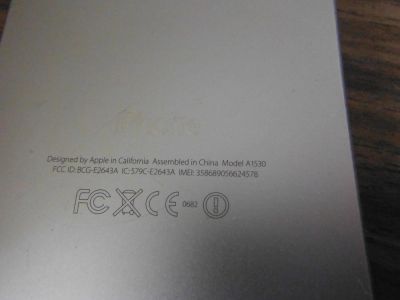 iPhone
Designed by Apple in California Assembled in China Model A1530
FCC ID:BCG-E2643A IC:579C-E2643A IMEI: 358689056624578
FC CE 0682